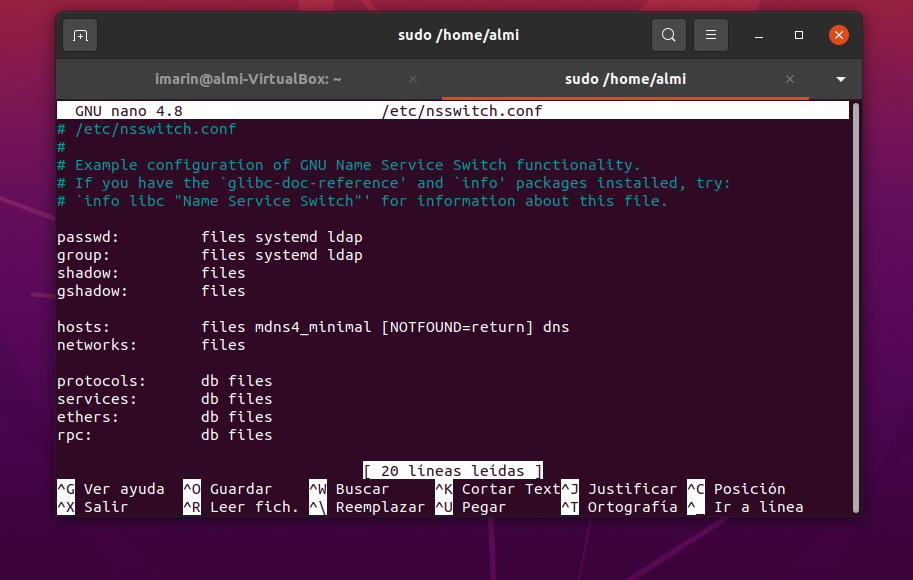 sudo /home/almi
imarin@almi-VirtualBox: ~ sudo /home/almi
GNU nano 4.8 /etc/nsswitch.conf
# /etc/nsswitch.conf
#
# Example configuration of GNU Name Service Switch functionality.
# If you have the `glibc-doc-reference' and `info' packages installed, try:
# `info libc "Name Service Switch"' for information about this file.
passwd: files systemd ldap
group: files systemd ldap
shadow: files
gshadow: files
hosts: files mdns4_minimal [NOTFOUND=return] dns
networks: files
protocols: db files
services: db files
ethers: db files
rpc: db files
[ 20 líneas leídas ]
^G Ver ayuda ^O Guardar ^W Buscar ^K Cortar Text^J Justificar ^C Posición
^X Salir ^R Leer fich. ^\ Reemplazar ^U Pegar ^T Ortografía ^_ Ir a línea